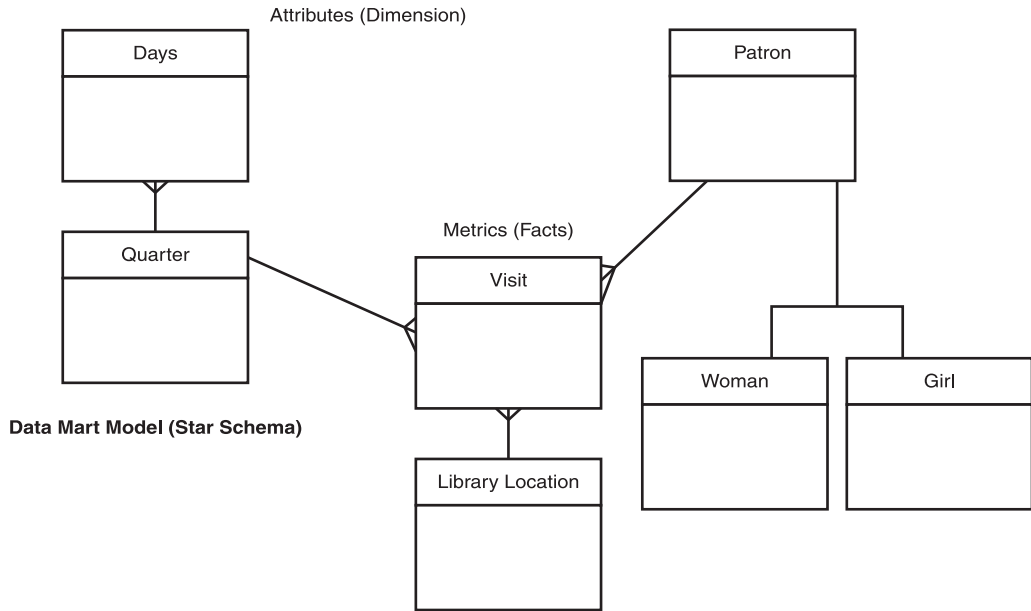 Attributes (Dimension)
Days
Patron
Metrics (Facts)
Quarter
Visit
Woman
Girl
Data Mart Model (Star Schema)
Library Location